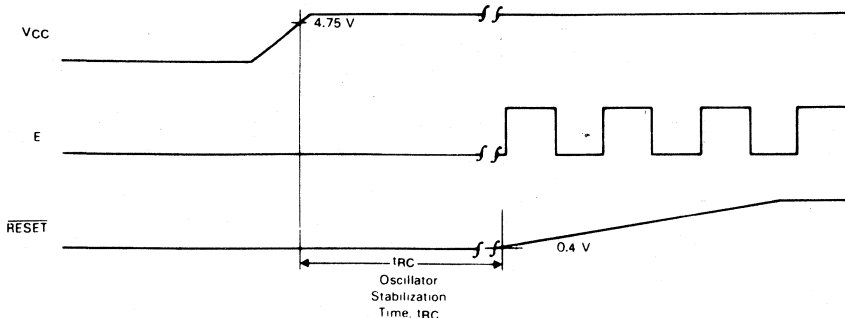 VCC
4.75 V
E
RESET
0.4 V
tRC
Oscillator
Stabilization
Time, tRC